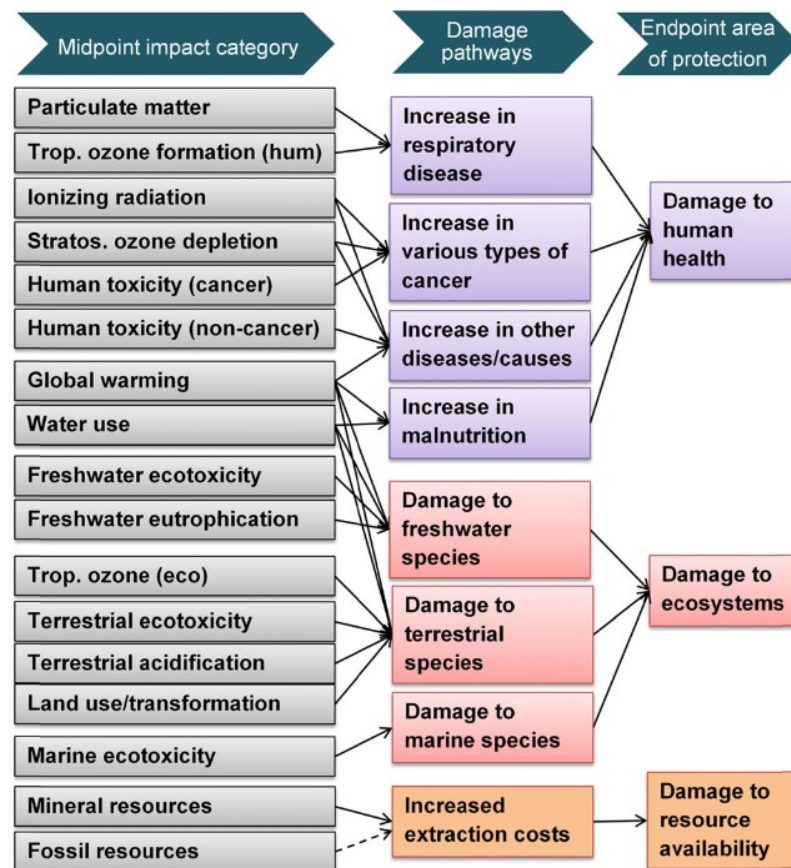 Midpoint impact category
Damage
pathways
Endpoint area
of protection
Particulate matter
Trop. ozone formation (hum)
Ionizing radiation
Stratos. ozone depletion
Human toxicity (cancer)
Human toxicity (non-cancer)
Global warming
Water use
Freshwater ecotoxicity
Freshwater eutrophication
Trop. ozone (eco)
Terrestrial ecotoxicity
Terrestrial acidification
Land use/transformation
Marine ecotoxicity
Mineral resources
Fossil resources
Increase in
respiratory
disease
Increase in
various types of
cancer
Increase in other
diseases/causes
Increase in
malnutrition
Damage to
freshwater
species
Damage to
terrestrial
species
Damage to
marine species
Increased
extraction costs
Damage to
human
health
Damage to
ecosystems
Damage to
resource
availability